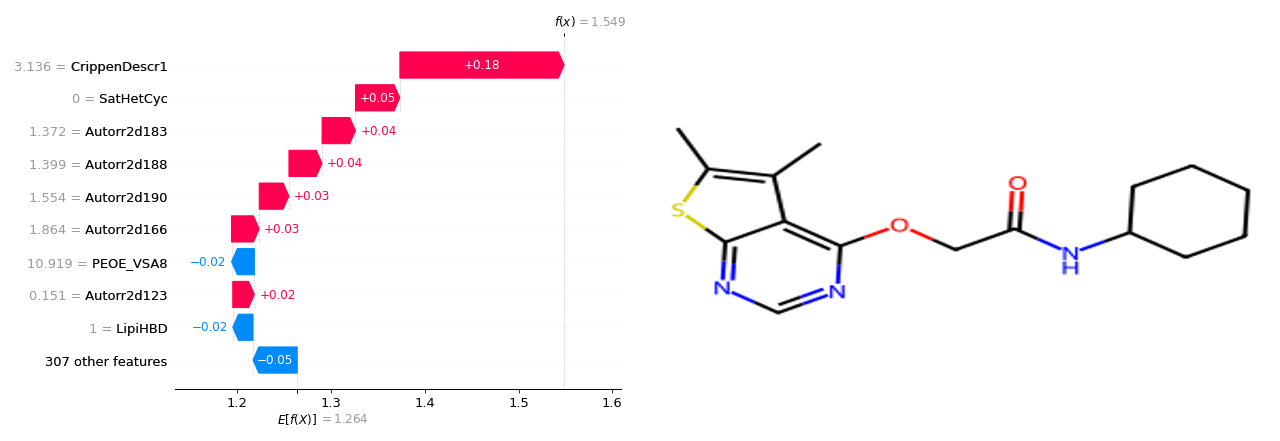 f(x) = 1.549
3.136 = CrippenDescr1
+0.18
0 = SatHetCyc
+0.05
1.372 = Autorr2d183
+0.04
1.399 = Autorr2d188
+0.04
1.554 = Autorr2d190
+0.03
1.864 = Autorr2d166
+0.03
10.919 = PEOE_VSA8
−0.02
0.151 = Autorr2d123
+0.02
1 = LipiHBD
−0.02
307 other features
−0.05
1.2 1.3 1.4 1.5 1.6
E[f(X)] = 1.264
S
N
N
O
O
N
H